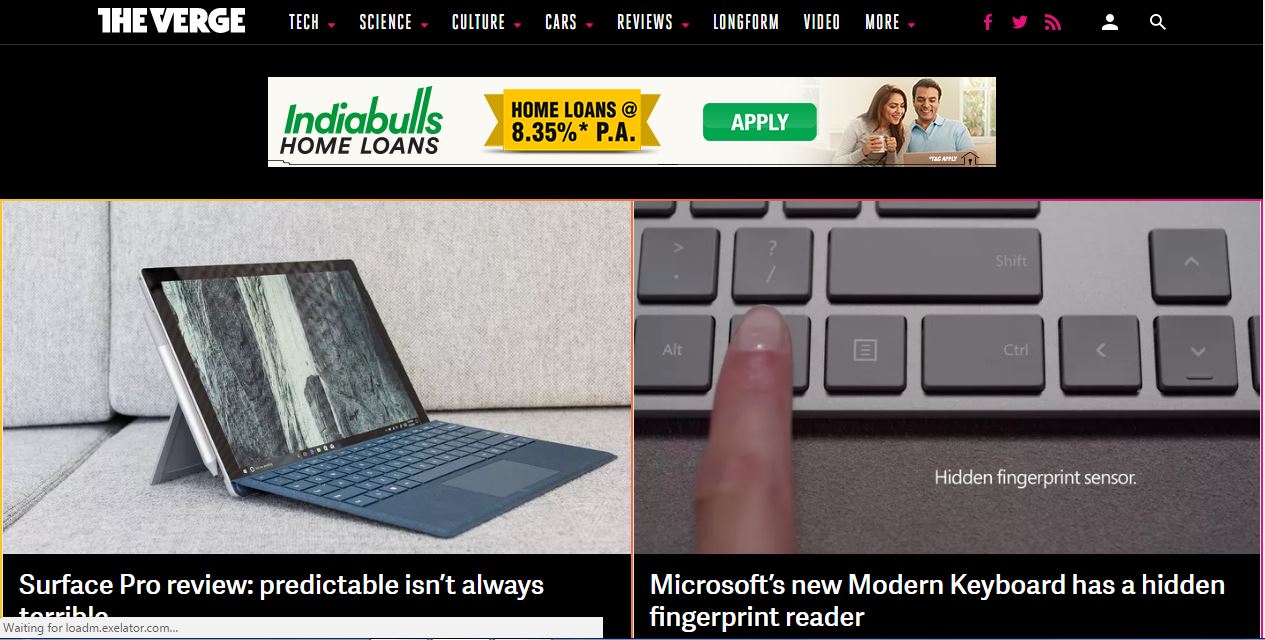 THE VERGE
TECH SCIENCE CULTURE CARS REVIEWS LONGFORM VIDEO MORE
Indiabulls
HOME LOANS
HOME LOANS @
8.35%* P.A.
APPLY
*T&C APPLY
> ? Shift
. /
Alt Ctrl
Hidden fingerprint sensor.
Surface Pro review: predictable isn't always
terrible
Microsoft's new Modern Keyboard has a hidden
fingerprint reader
Waiting for loadm.exelator.com...